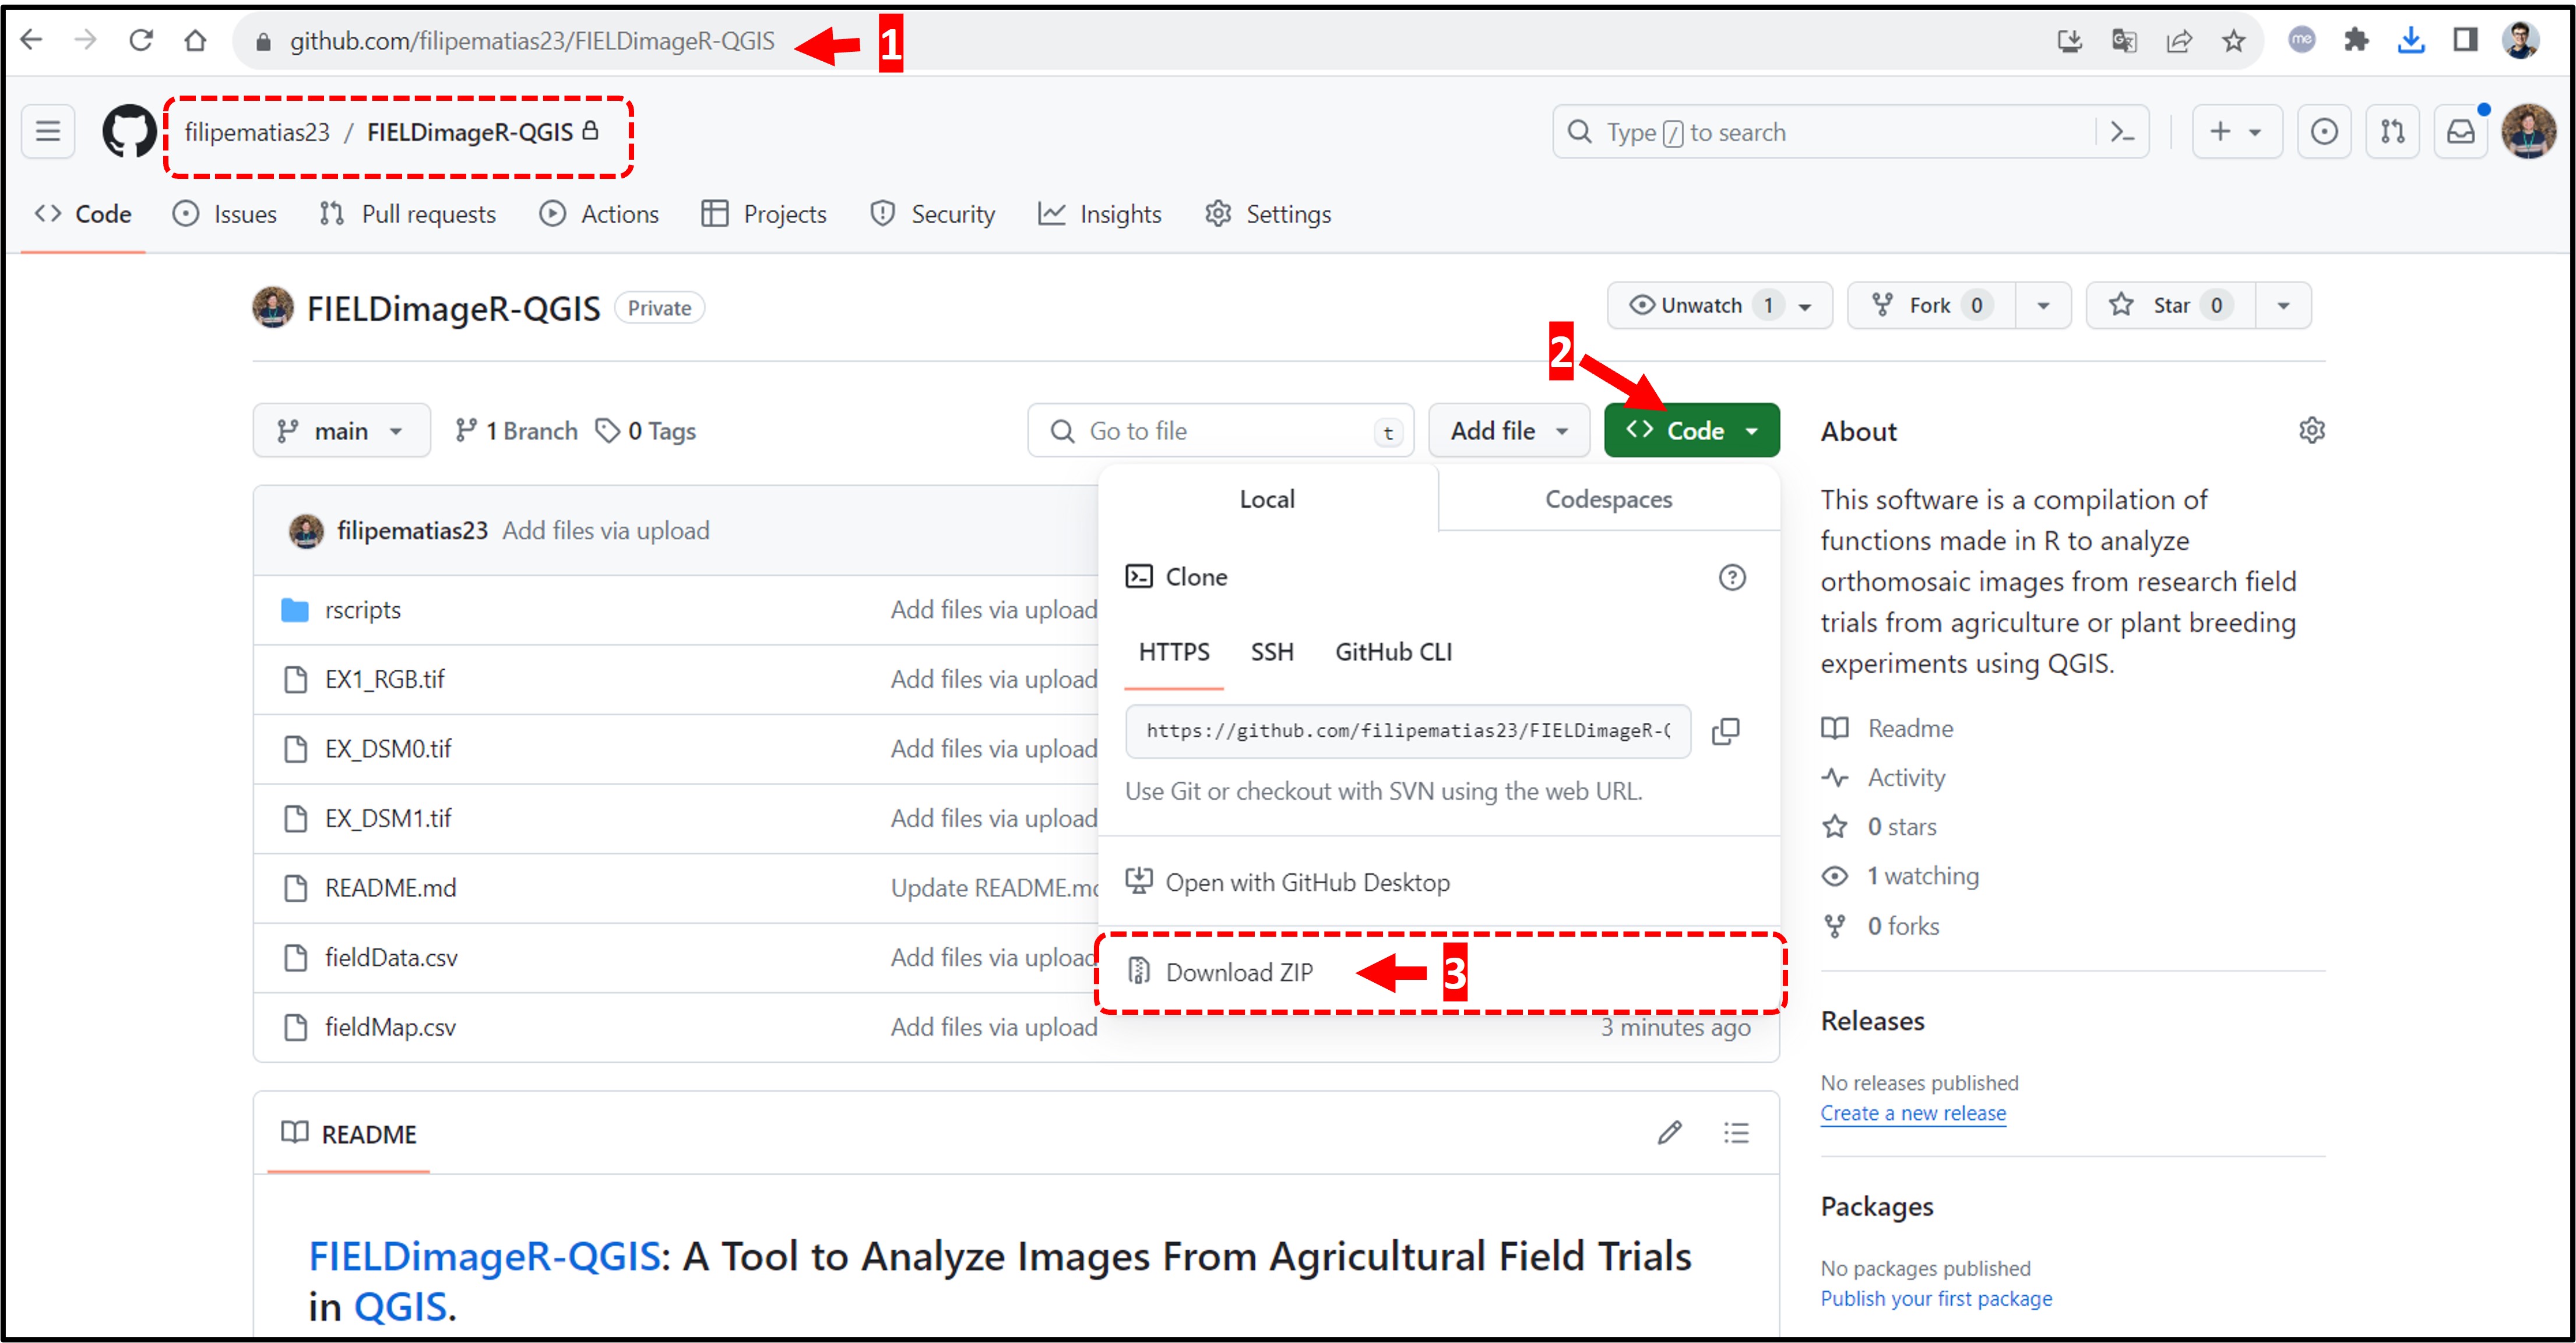 github.com/filipematias23/FIELDimageR-QGIS
1
me
filipematias23 / FIELDimageR-QGIS
Type / to search
Code
Issues
Pull requests
Actions
Projects
Security
Insights
Settings
FIELDimageR-QGIS Private
Unwatch 1
Fork 0
Star 0
2
main
1 Branch
0 Tags
Go to file t
Add file
Code
filipematias23 Add files via upload
rscripts Add files via upload
EX1_RGB.tif Add files via upload
EX_DSM0.tif Add files via upload
EX_DSM1.tif Add files via upload
README.md Update README.md
fieldData.csv Add files via upload
fieldMap.csv Add files via upload 3 minutes ago
Local
Codespaces
Clone
HTTPS SSH GitHub CLI
https://github.com/filipematias23/FIELDimageR-Q
Use Git or checkout with SVN using the web URL.
Open with GitHub Desktop
Download ZIP
3
README
FIELDimageR-QGIS: A Tool to Analyze Images From Agricultural Field Trials
in QGIS.
About
This software is a compilation of
functions made in R to analyze
orthomosaic images from research field
trials from agriculture or plant breeding
experiments using QGIS.
Readme
Activity
0 stars
1 watching
0 forks
Releases
No releases published
Create a new release
Packages
No packages published
Publish your first package